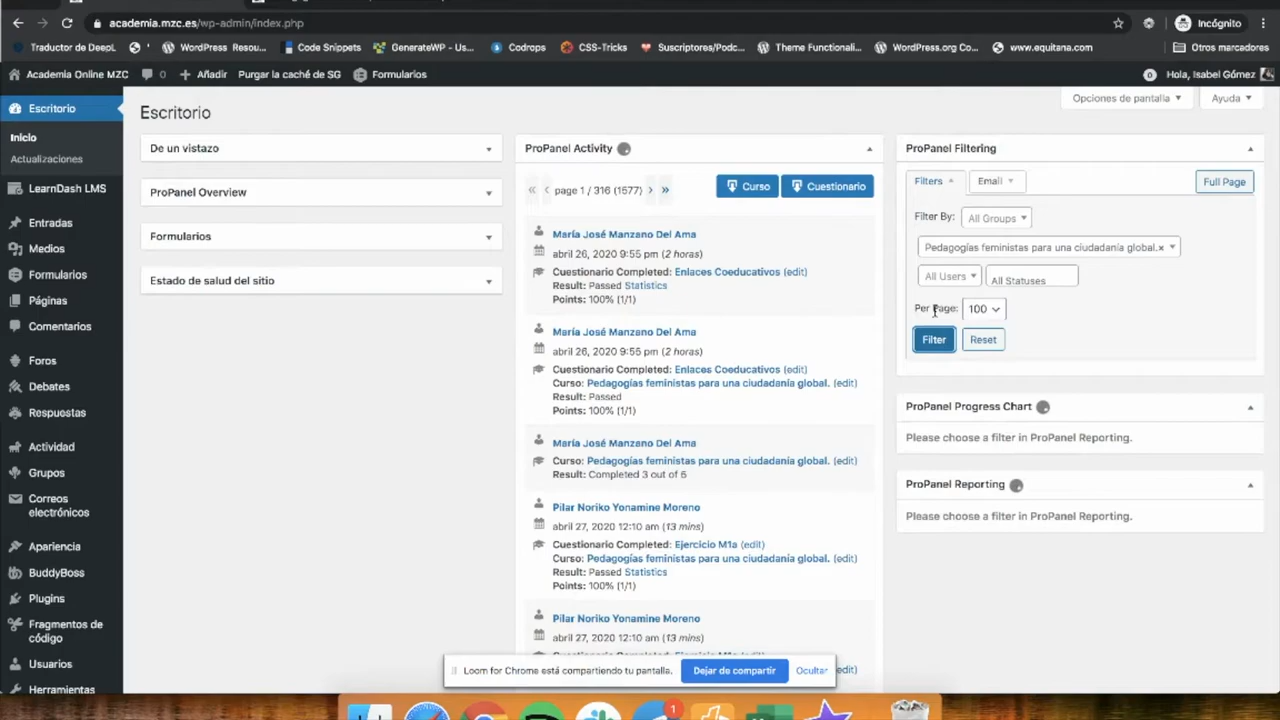 academia.mzc.es/wp-admin/index.php
Incógnito
Traductor de DeepL
WordPress Resou...
Code Snippets
GenerateWP - Us...
Codrops
CSS-Tricks
Suscriptores/Podc...
Theme Functionali...
WordPress.org Co...
www.equitana.com
Otros marcadores
Academia Online MZC
0
Añadir
Purgar la caché de SG
Formularios
0
Hola, Isabel Gómez
Escritorio
Inicio
Actualizaciones
LearnDash LMS
Entradas
Medios
Formularios
Páginas
Comentarios
Foros
Debates
Respuestas
Actividad
Grupos
Correos
electrónicos
Apariencia
BuddyBoss
Plugins
Fragmentos de
código
Usuarios
Herramientas
Opciones de pantalla
Ayuda
Escritorio
De un vistazo
ProPanel Overview
Formularios
Estado de salud del sitio
ProPanel Activity
« ‹ page 1 / 316 (1577) › »
Curso
Cuestionario
María José Manzano Del Ama
abril 26, 2020 9:55 pm (2 horas)
Cuestionario Completed: Enlaces Coeducativos (edit)
Result: Passed Statistics
Points: 100% (1/1)
María José Manzano Del Ama
abril 26, 2020 9:55 pm (2 horas)
Cuestionario Completed: Enlaces Coeducativos (edit)
Curso: Pedagogías feministas para una ciudadanía global. (edit)
Result: Passed
Points: 100% (1/1)
María José Manzano Del Ama
Curso: Pedagogías feministas para una ciudadanía global. (edit)
Result: Completed 3 out of 6
Pilar Noriko Yonamine Moreno
abril 27, 2020 12:10 am (13 mins)
Cuestionario Completed: Ejercicio M1a (edit)
Curso: Pedagogías feministas para una ciudadanía global. (edit)
Result: Passed Statistics
Points: 100% (1/1)
Pilar Noriko Yonamine Moreno
abril 27, 2020 12:10 am (13 mins)
edit)
ProPanel Filtering
Filters
Email
Full Page
Filter By:
All Groups
Pedagogías feministas para una ciudadanía global.×
All Users
All Statuses
Per Page:
100
Filter
Reset
ProPanel Progress Chart
Please choose a filter in ProPanel Reporting.
ProPanel Reporting
Please choose a filter in ProPanel Reporting.
Loom for Chrome está compartiendo tu pantalla.
Dejar de compartir
Ocultar
1